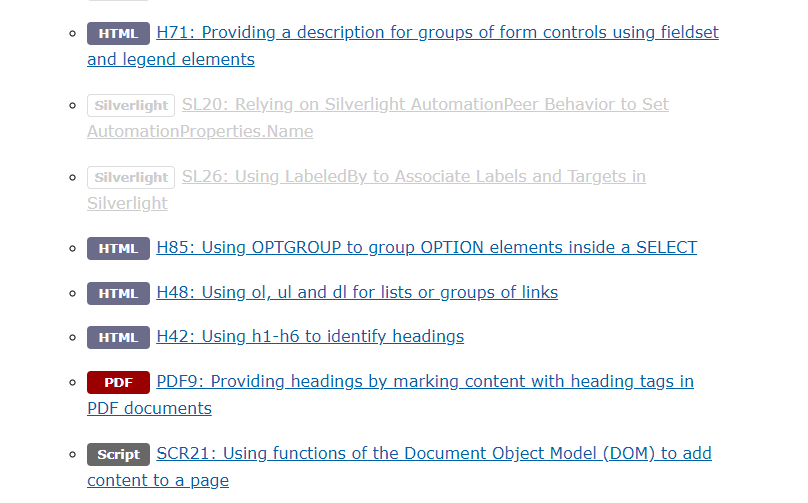 HTML H71: Providing a description for groups of form controls using fieldset
and legend elements
Silverlight SL20: Relying on Silverlight AutomationPeer Behavior to Set
AutomationProperties.Name
Silverlight SL26: Using LabeledBy to Associate Labels and Targets in
Silverlight
HTML H85: Using OPTGROUP to group OPTION elements inside a SELECT
HTML H48: Using ol, ul and dl for lists or groups of links
HTML H42: Using h1-h6 to identify headings
PDF PDF9: Providing headings by marking content with heading tags in
PDF documents
Script SCR21: Using functions of the Document Object Model (DOM) to add
content to a page